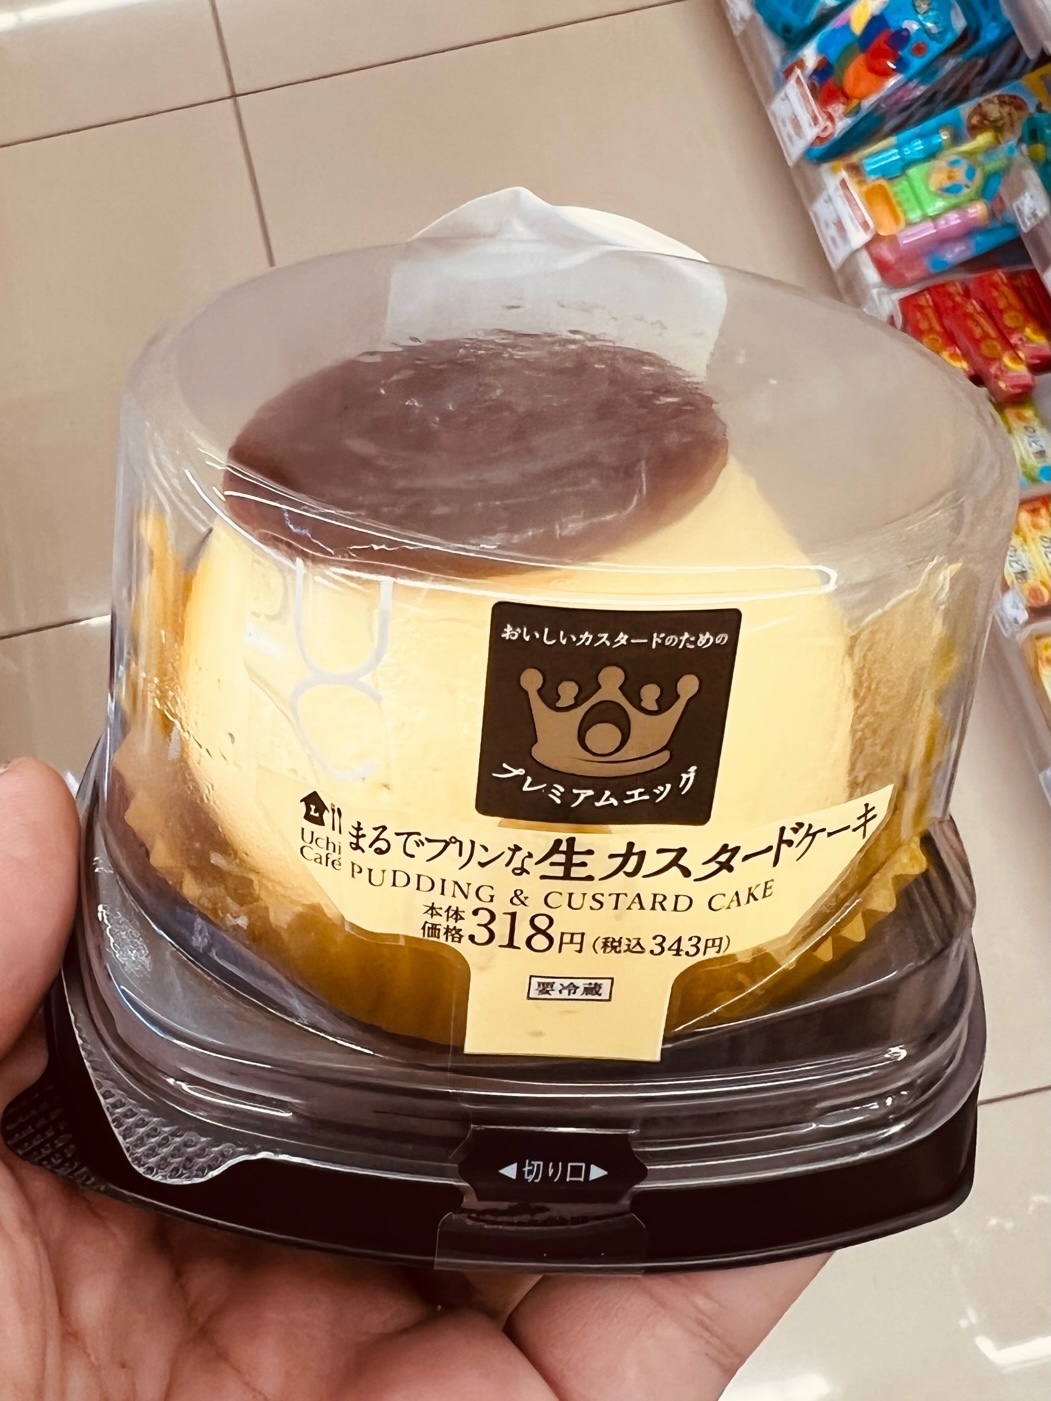 UC
おいしいカスタードのための
プレミアムエッグ
L
Uchi
Café
まるでプリンな生カスタードケーキ
PUDDING & CUSTARD CAKE
本体
価格318円(税込343円)
要冷蔵
◀切り口▶